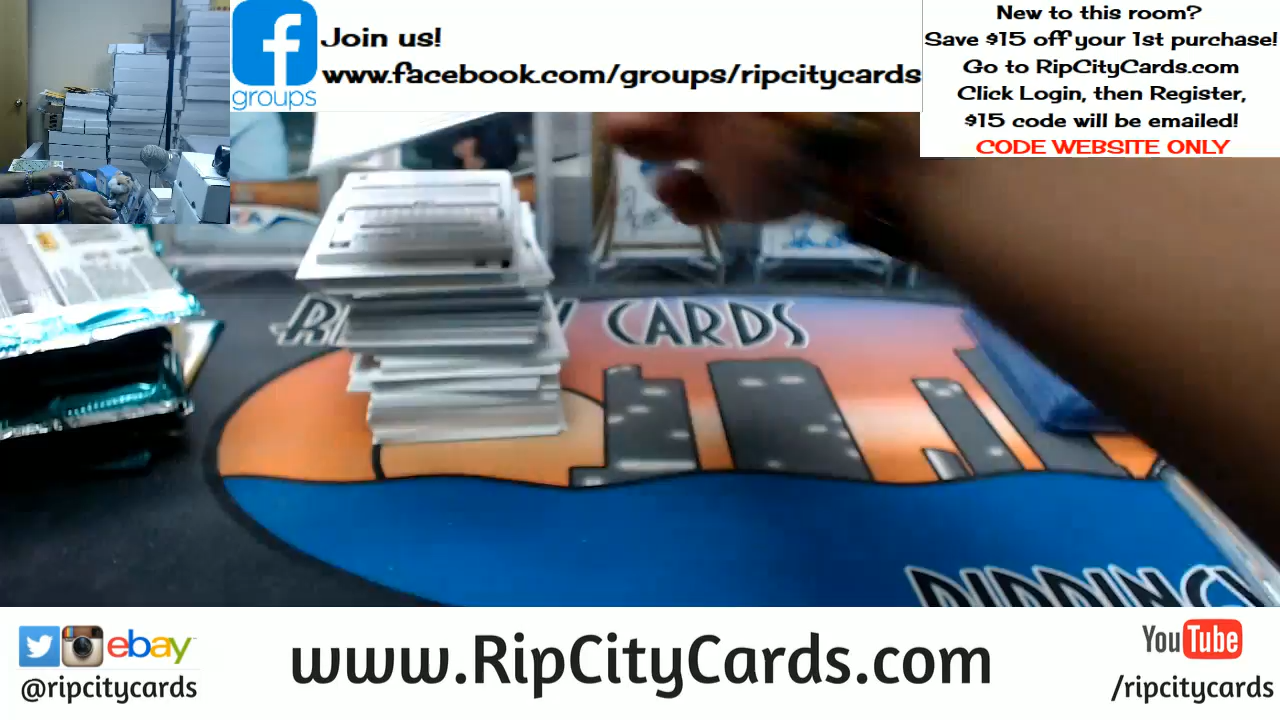 Join us!
www.facebook.com/groups/ripcitycards
groups
New to this room?
Save $15 off your 1st purchase!
Go to RipCityCards.com
Click Login, then Register,
$15 code will be emailed!
CODE WEBSITE ONLY
CARDS
ebay
@ripcitycards
www.RipCityCards.com
YouTube
/ripcitycards